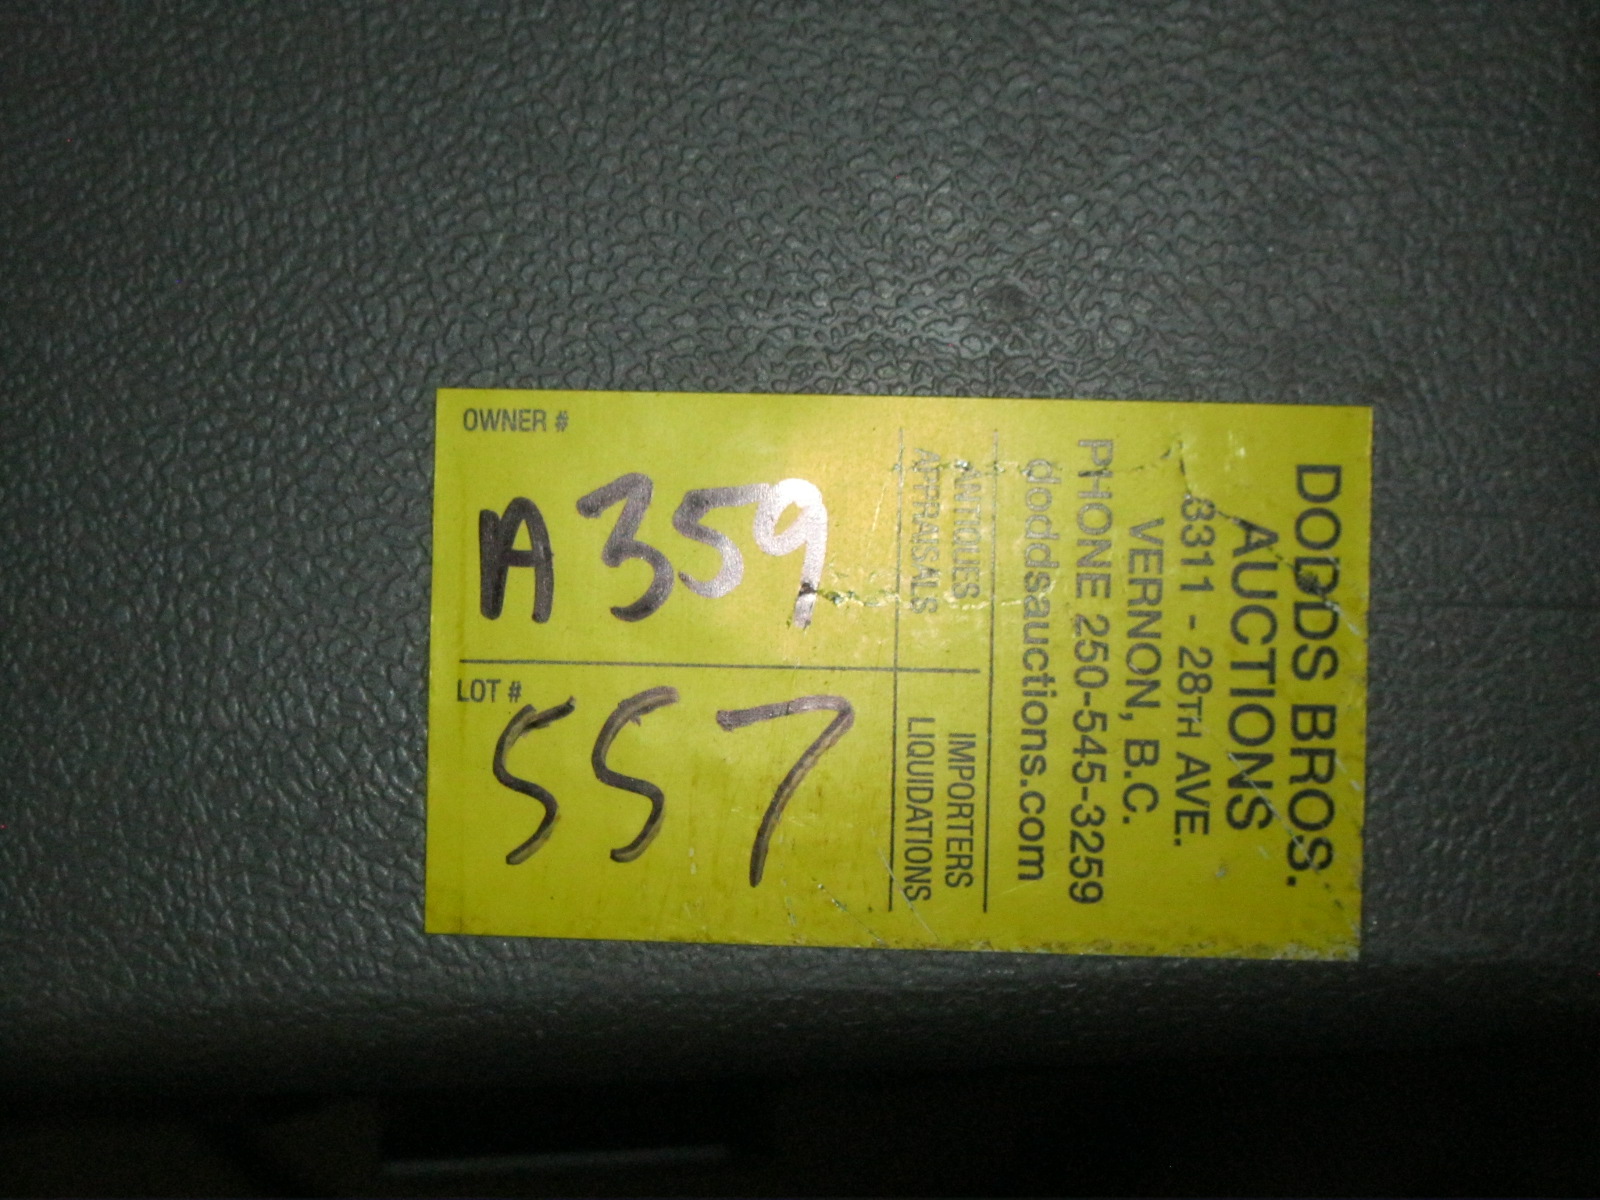 OWNER #
A359
LOT #
557
DODDS BROS.
AUCTIONS
3311 - 28TH AVE.
VERNON, B.C.
PHONE 250-545-3259
doddsauctions.com
ANTIQUES IMPORTERS
APPRAISALS LIQUIDATIONS